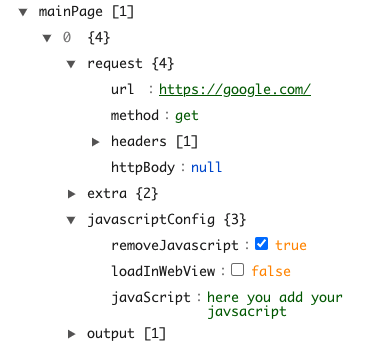 mainPage [1]
0 {4}
request {4}
url : https://google.com/
method : get
headers [1]
httpBody : null
extra {2}
javascriptConfig {3}
removeJavascript : true
loadInWebView : false
javaScript : here you add your
javsacript
output [1]